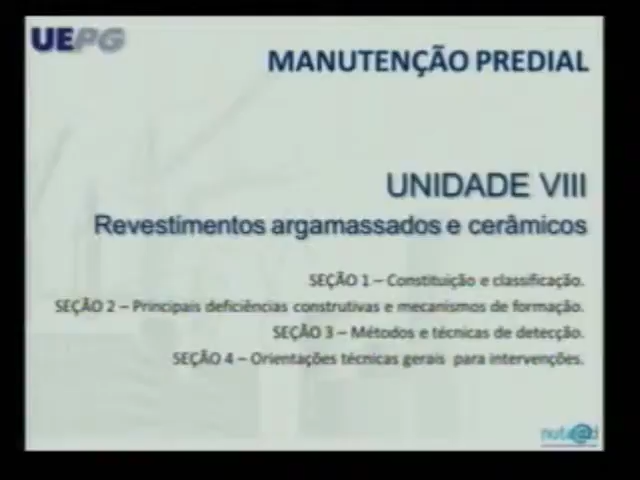 UEPG
MANUTENÇÃO PREDIAL
UNIDADE VIII
Revestimentos argamassados e cerâmicos
SEÇÃO 1 – Constituição e classificação.
SEÇÃO 2 – Principais deficiências construtivas e mecanismos de formação.
SEÇÃO 3 – Métodos e técnicas de detecção.
SEÇÃO 4 – Orientações técnicas gerais para intervenções.
nute@d